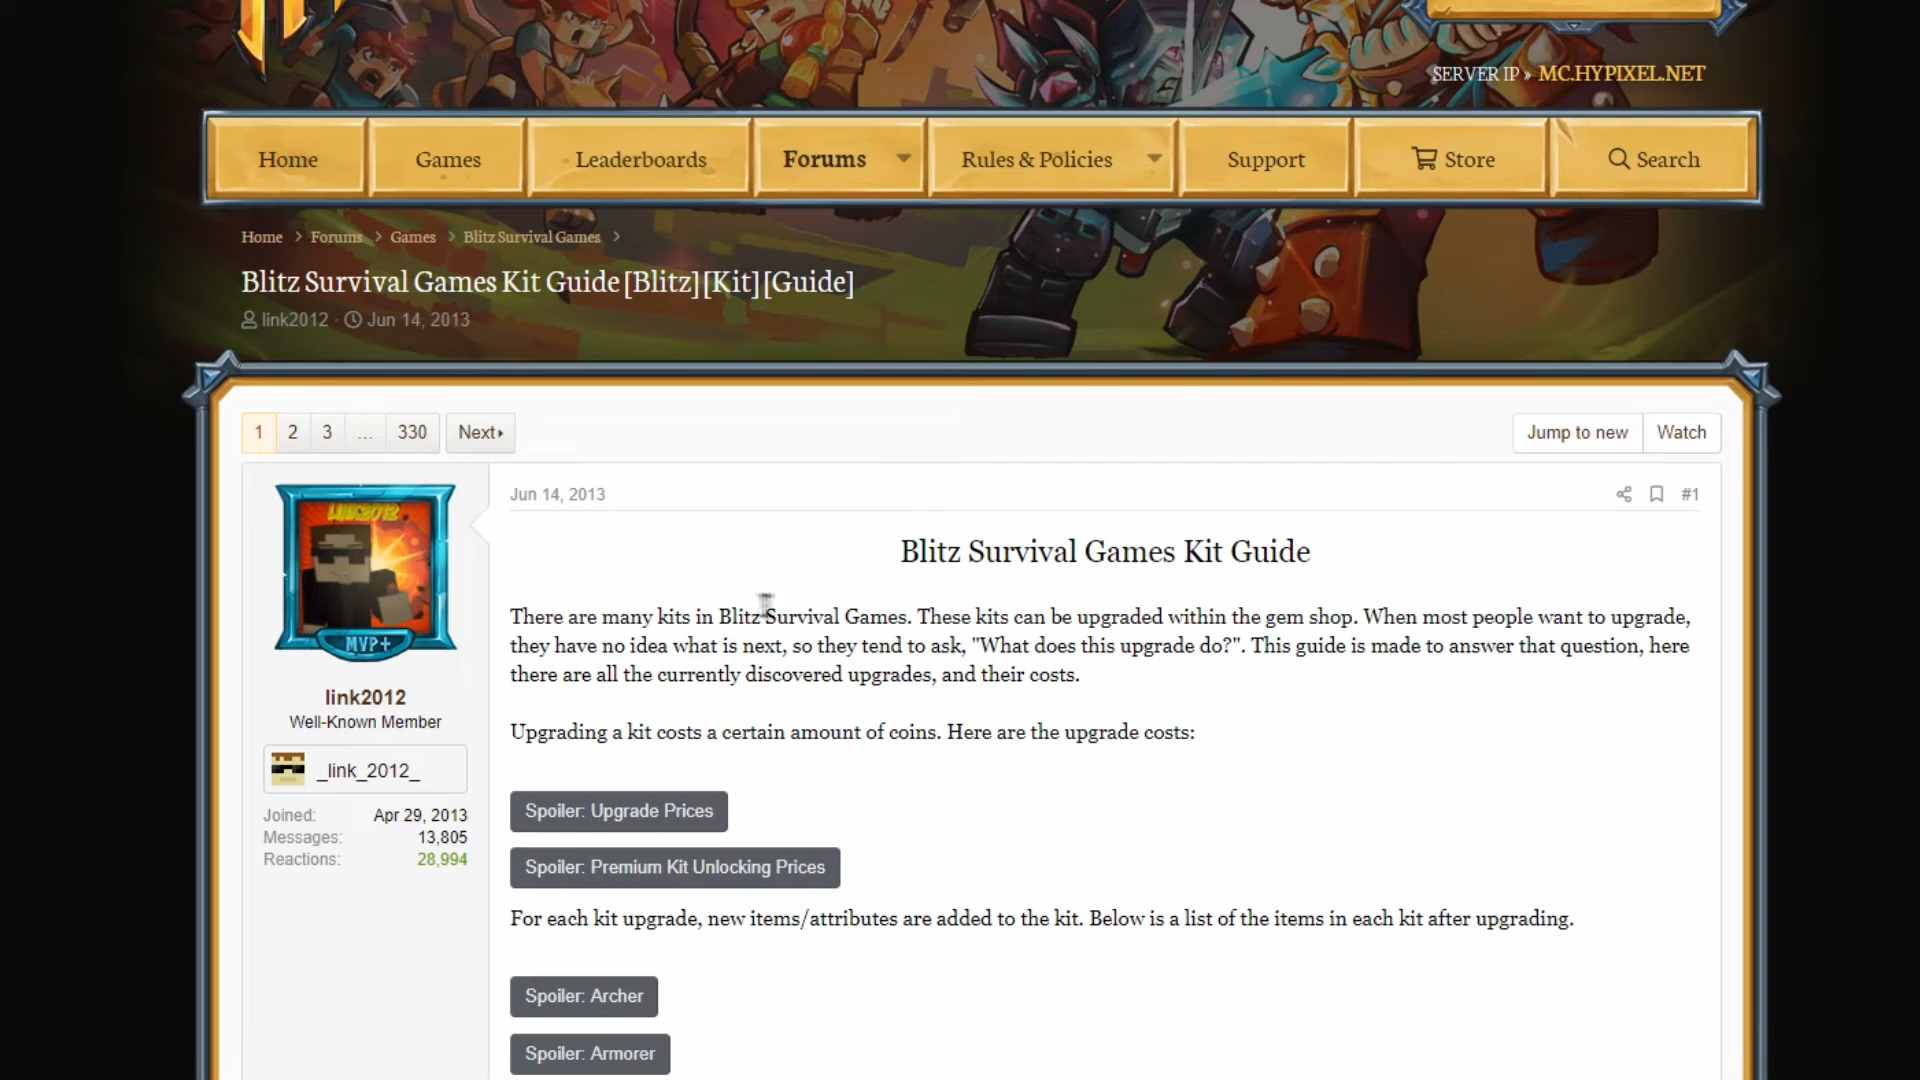 SERVER IP » MC.HYPIXEL.NET
Home Games Leaderboards Forums Rules & Policies Support Store Search
Home > Forums > Games > Blitz Survival Games >
Blitz Survival Games Kit Guide [Blitz][Kit][Guide]
link2012 · Jun 14, 2013
1 2 3 ... 330 Next
Jump to new Watch
LINK2012
MVP+
link2012
Well-Known Member
_link_2012_
Joined: Apr 29, 2013
Messages: 13,805
Reactions: 28,994
Jun 14, 2013 #1
Blitz Survival Games Kit Guide
There are many kits in Blitz Survival Games. These kits can be upgraded within the gem shop. When most people want to upgrade,
they have no idea what is next, so they tend to ask, "What does this upgrade do?". This guide is made to answer that question, here
there are all the currently discovered upgrades, and their costs.
Upgrading a kit costs a certain amount of coins. Here are the upgrade costs:
Spoiler: Upgrade Prices
Spoiler: Premium Kit Unlocking Prices
For each kit upgrade, new items/attributes are added to the kit. Below is a list of the items in each kit after upgrading.
Spoiler: Archer
Spoiler: Armorer